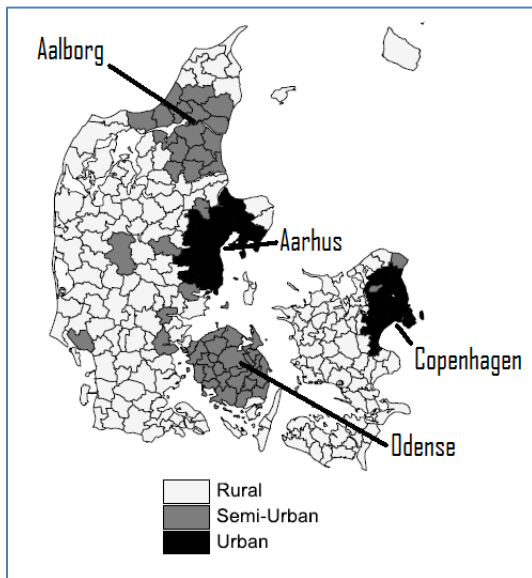 Aalborg
Aarhus
Copenhagen
Odense
Rural
Semi-Urban
Urban